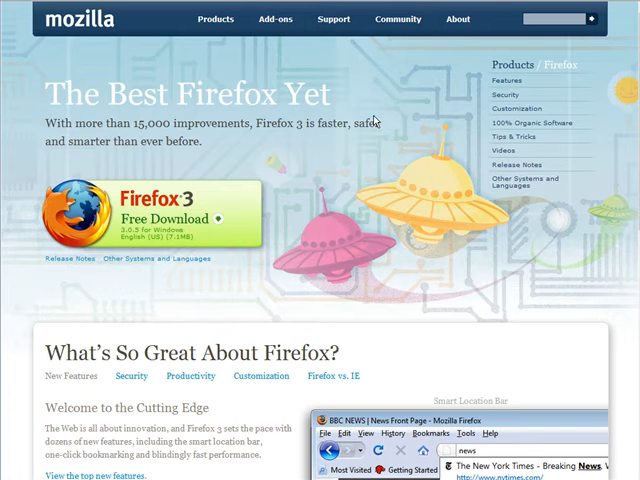 mozilla
Products Add-ons Support Community About
Products / Firefox
Features
Security
Customization
100% Organic Software
Tips & Tricks
Videos
Release Notes
Other Systems and
Languages
The Best Firefox Yet
With more than 15,000 improvements, Firefox 3 is faster, safer
and smarter than ever before.
Firefox 3
Free Download
3.0.5 for Windows
English (US) (7.1MB)
Release Notes - Other Systems and Languages
What's So Great About Firefox?
New Features Security Productivity Customization Firefox vs. IE
Welcome to the Cutting Edge
The Web is all about innovation, and Firefox 3 sets the pace with
dozens of new features, including the smart location bar,
one-click bookmarking and blindingly fast performance.
View the top new features.
Smart Location Bar
BBC NEWS | News Front Page - Mozilla Firefox
File Edit View History Bookmarks Tools Help
news
Most Visited Getting Started
The New York Times - Breaking News, W
http://www.nytimes.com/